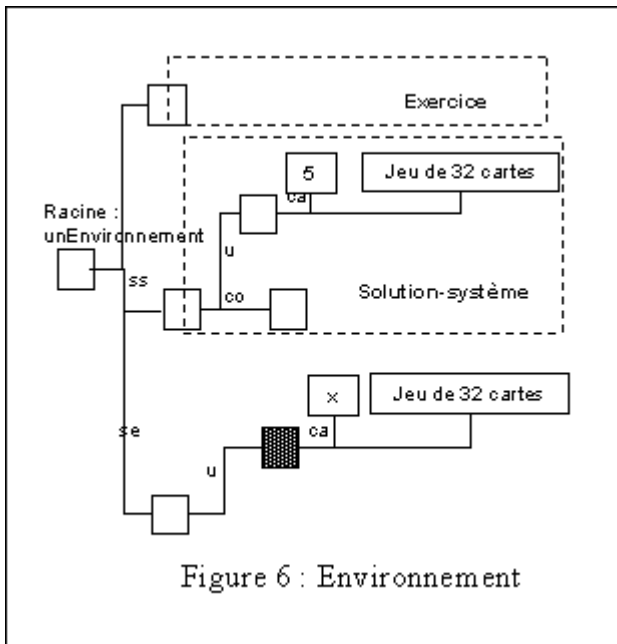 Exercice
5
Jeu de 32 cartes
ca
Racine :
unEnvironnement
u
ss
co
Solution-système
x
Jeu de 32 cartes
se
ca
u
Figure 6 : Environnement